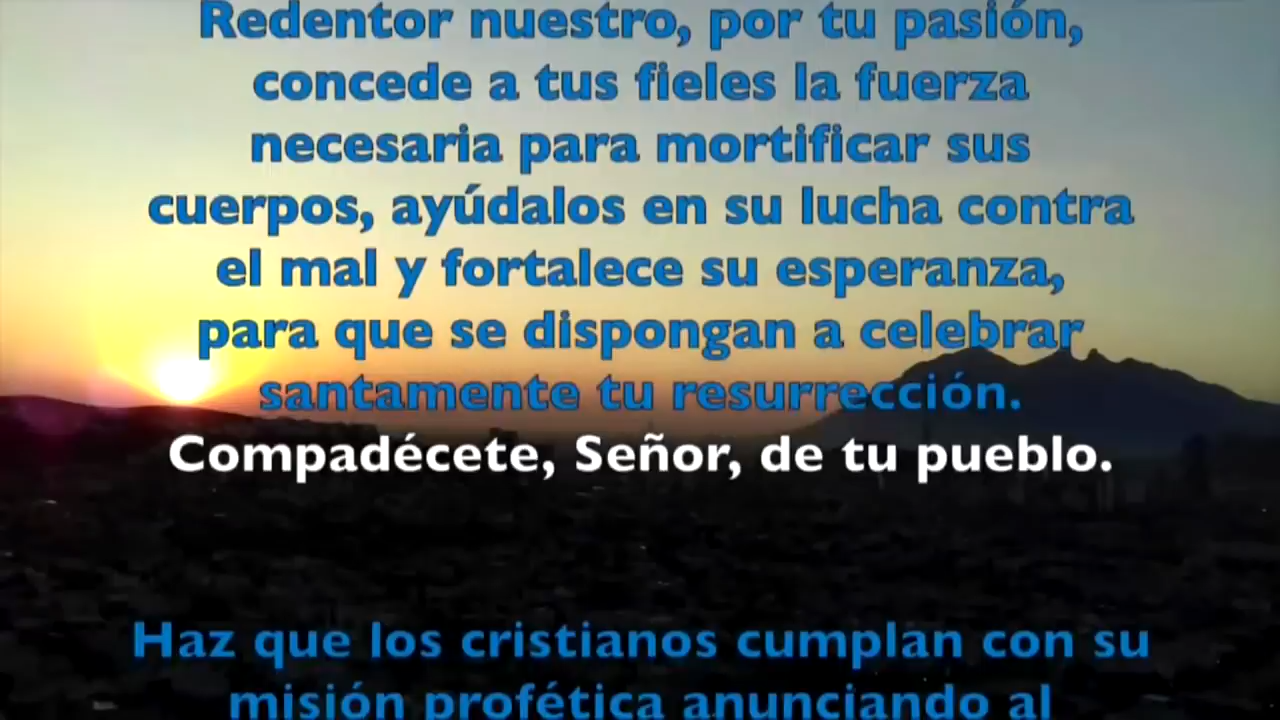 Redentor nuestro, por tu pasión,
concede a tus fieles la fuerza
necesaria para mortificar sus
cuerpos, ayúdalos en su lucha contra
el mal y fortalece su esperanza,
para que se dispongan a celebrar
santamente tu resurrección.
Compadécete, Señor, de tu pueblo.
Haz que los cristianos cumplan con su
misión profética anunciando al